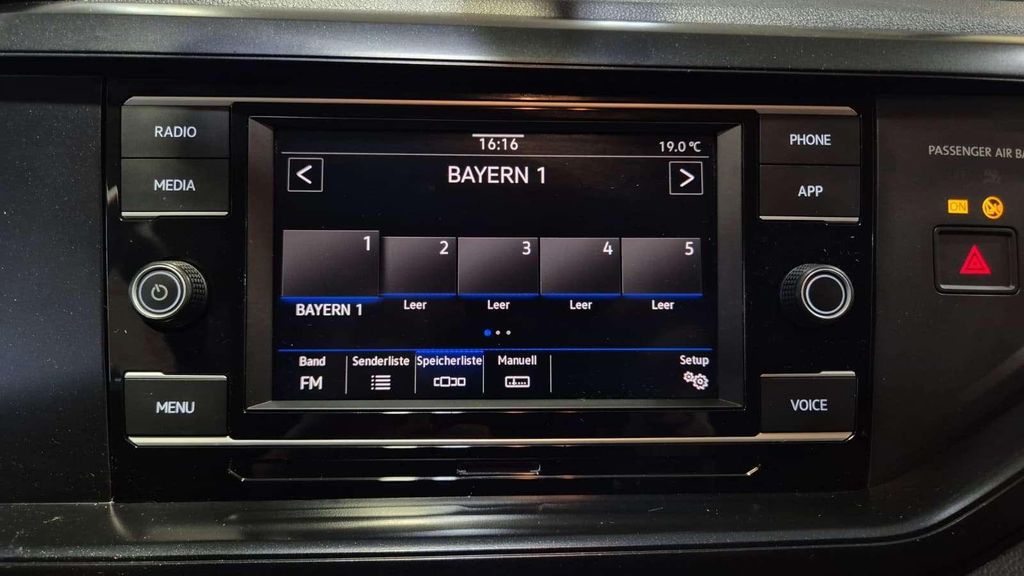 RADIO
MEDIA
MENU
16:16
19.0 °C
<
BAYERN 1
>
1
2
3
4
5
BAYERN 1
Leer
Leer
Leer
Leer
Band
FM
Senderliste
Speicherliste
Manuell
Setup
PHONE
APP
VOICE
PASSENGER AIR BA
ON